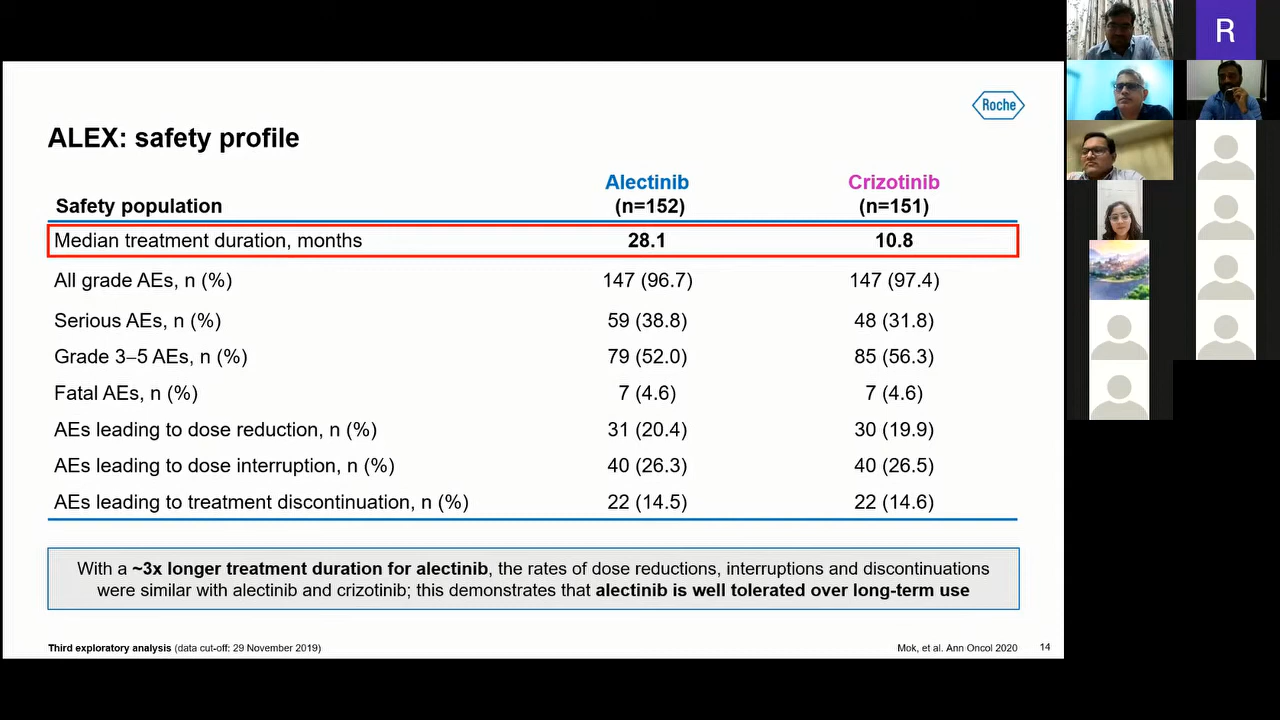 R
Roche
ALEX: safety profile
Alectinib Crizotinib
Safety population (n=152) (n=151)
Median treatment duration, months 28.1 10.8
All grade AEs, n (%) 147 (96.7) 147 (97.4)
Serious AEs, n (%) 59 (38.8) 48 (31.8)
Grade 3–5 AEs, n (%) 79 (52.0) 85 (56.3)
Fatal AEs, n (%) 7 (4.6) 7 (4.6)
AEs leading to dose reduction, n (%) 31 (20.4) 30 (19.9)
AEs leading to dose interruption, n (%) 40 (26.3) 40 (26.5)
AEs leading to treatment discontinuation, n (%) 22 (14.5) 22 (14.6)
With a ~3x longer treatment duration for alectinib, the rates of dose reductions, interruptions and discontinuations
were similar with alectinib and crizotinib; this demonstrates that alectinib is well tolerated over long-term use
Third exploratory analysis (data cut-off: 29 November 2019) Mok, et al. Ann Oncol 2020 14